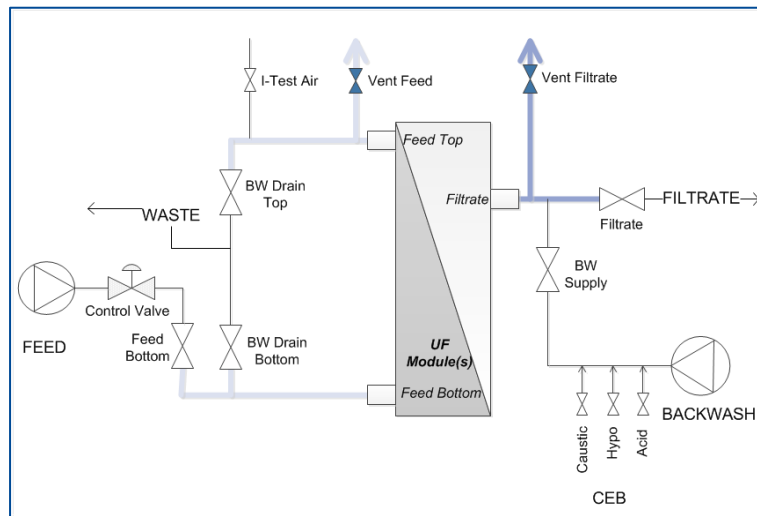 I-Test Air
Vent Feed
Vent Filtrate
Feed Top
BW Drain
Top
Filtrate
WASTE
FILTRATE
Filtrate
BW
Supply
Control Valve
FEED
Feed
Bottom
BW Drain
Bottom
UF
Module(s)
Feed Bottom
BACKWASH
Caustic
Hypo
Acid
CEB